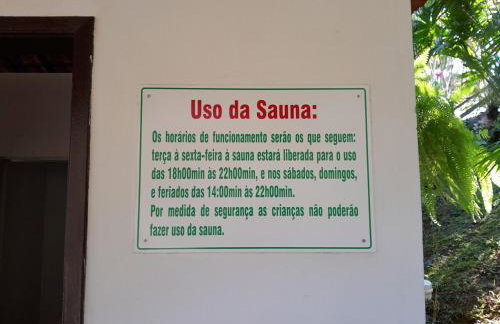 Uso da Sauna:
Os horários de funcionamento serão os que seguem:
terça à sexta-feira à sauna estará liberada para o uso
das 18h00min às 22h00min, e nos sábados, domingos,
e feriados das 14:00min às 22h00min.
Por medida de segurança as crianças não poderão
fazer uso da sauna.